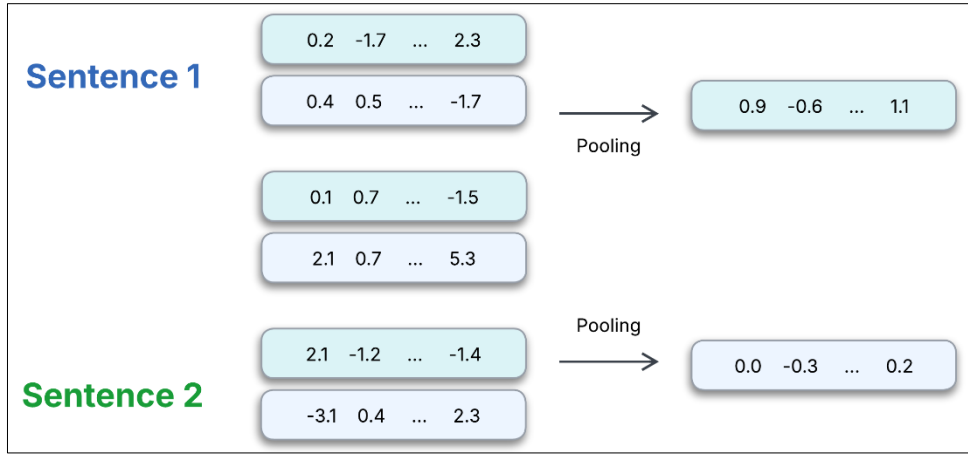 Sentence 1
0.2 -1.7 ... 2.3
0.4 0.5 ... -1.7
Pooling
0.9 -0.6 ... 1.1
0.1 0.7 ... -1.5
2.1 0.7 ... 5.3
Sentence 2
2.1 -1.2 ... -1.4
-3.1 0.4 ... 2.3
Pooling
0.0 -0.3 ... 0.2